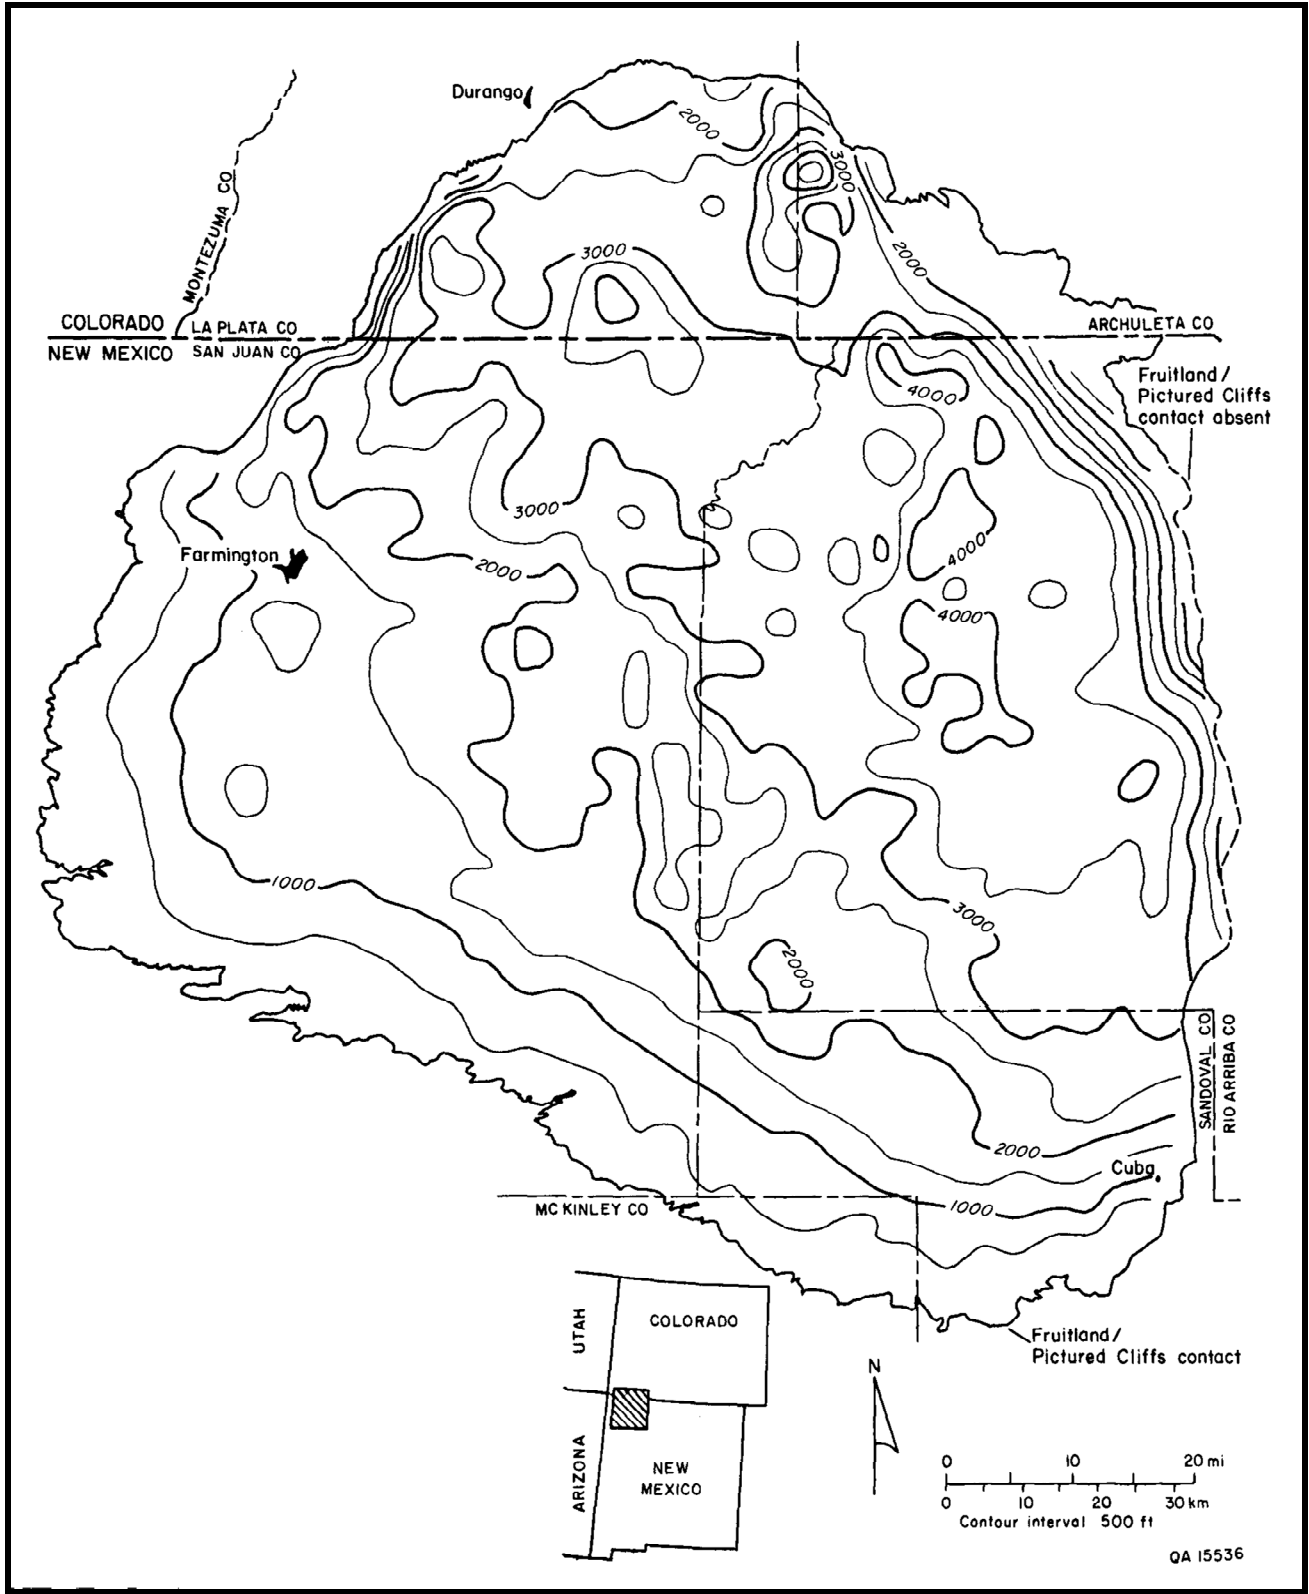 Durango
2000
3000
MONTEZUMA CO
2000
3000
COLORADO
LA PLATA CO
ARCHULETA CO
NEW MEXICO
SAN JUAN CO
Fruitland/
Pictured Cliffs
contact absent
4000
3000
Farmington
2000
4000
4000
1000
3000
2000
SANDOVAL CO
RIO ARRIBA CO
2000
Cuba
1000
MC KINLEY CO
Fruitland/
Pictured Cliffs contact
UTAH
COLORADO
ARIZONA
NEW
MEXICO
N
0 10 20 mi
0 10 20 30 km
Contour interval 500 ft
QA 15536